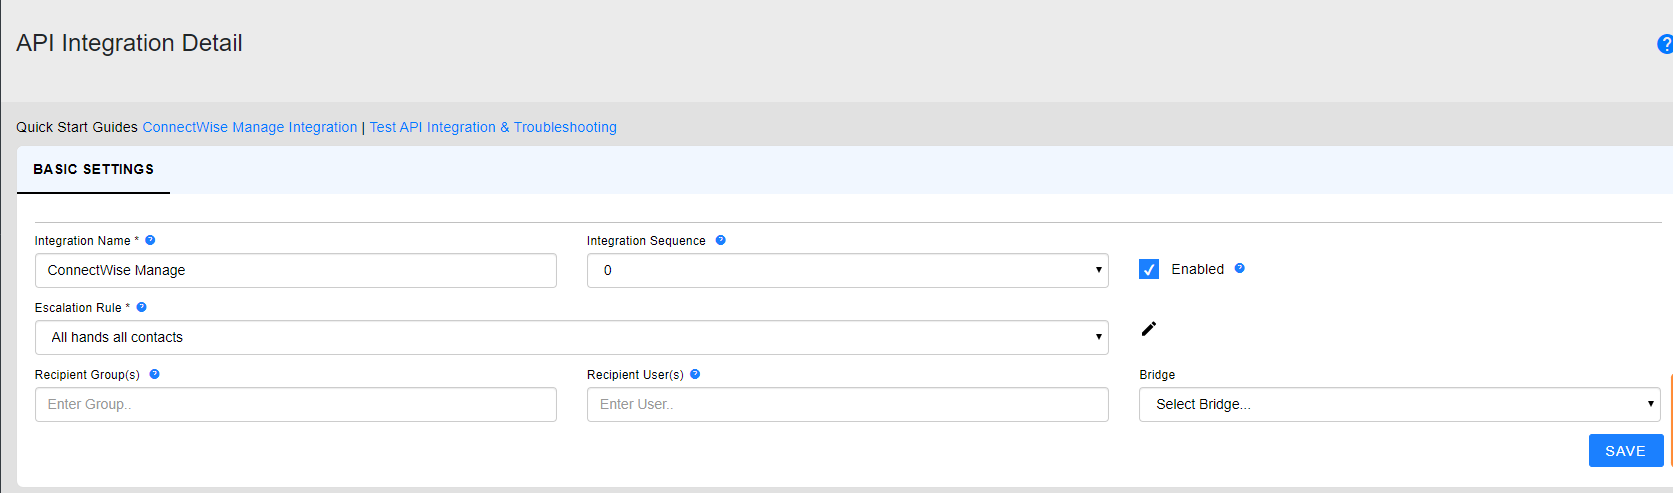 API Integration Detail
Quick Start Guides ConnectWise Manage Integration | Test API Integration & Troubleshooting
BASIC SETTINGS
Integration Name * ?
Integration Sequence ?
ConnectWise Manage
0
Enabled ?
Escalation Rule * ?
All hands all contacts
Recipient Group(s) ?
Recipient User(s) ?
Bridge
Enter Group..
Enter User..
Select Bridge...
SAVE